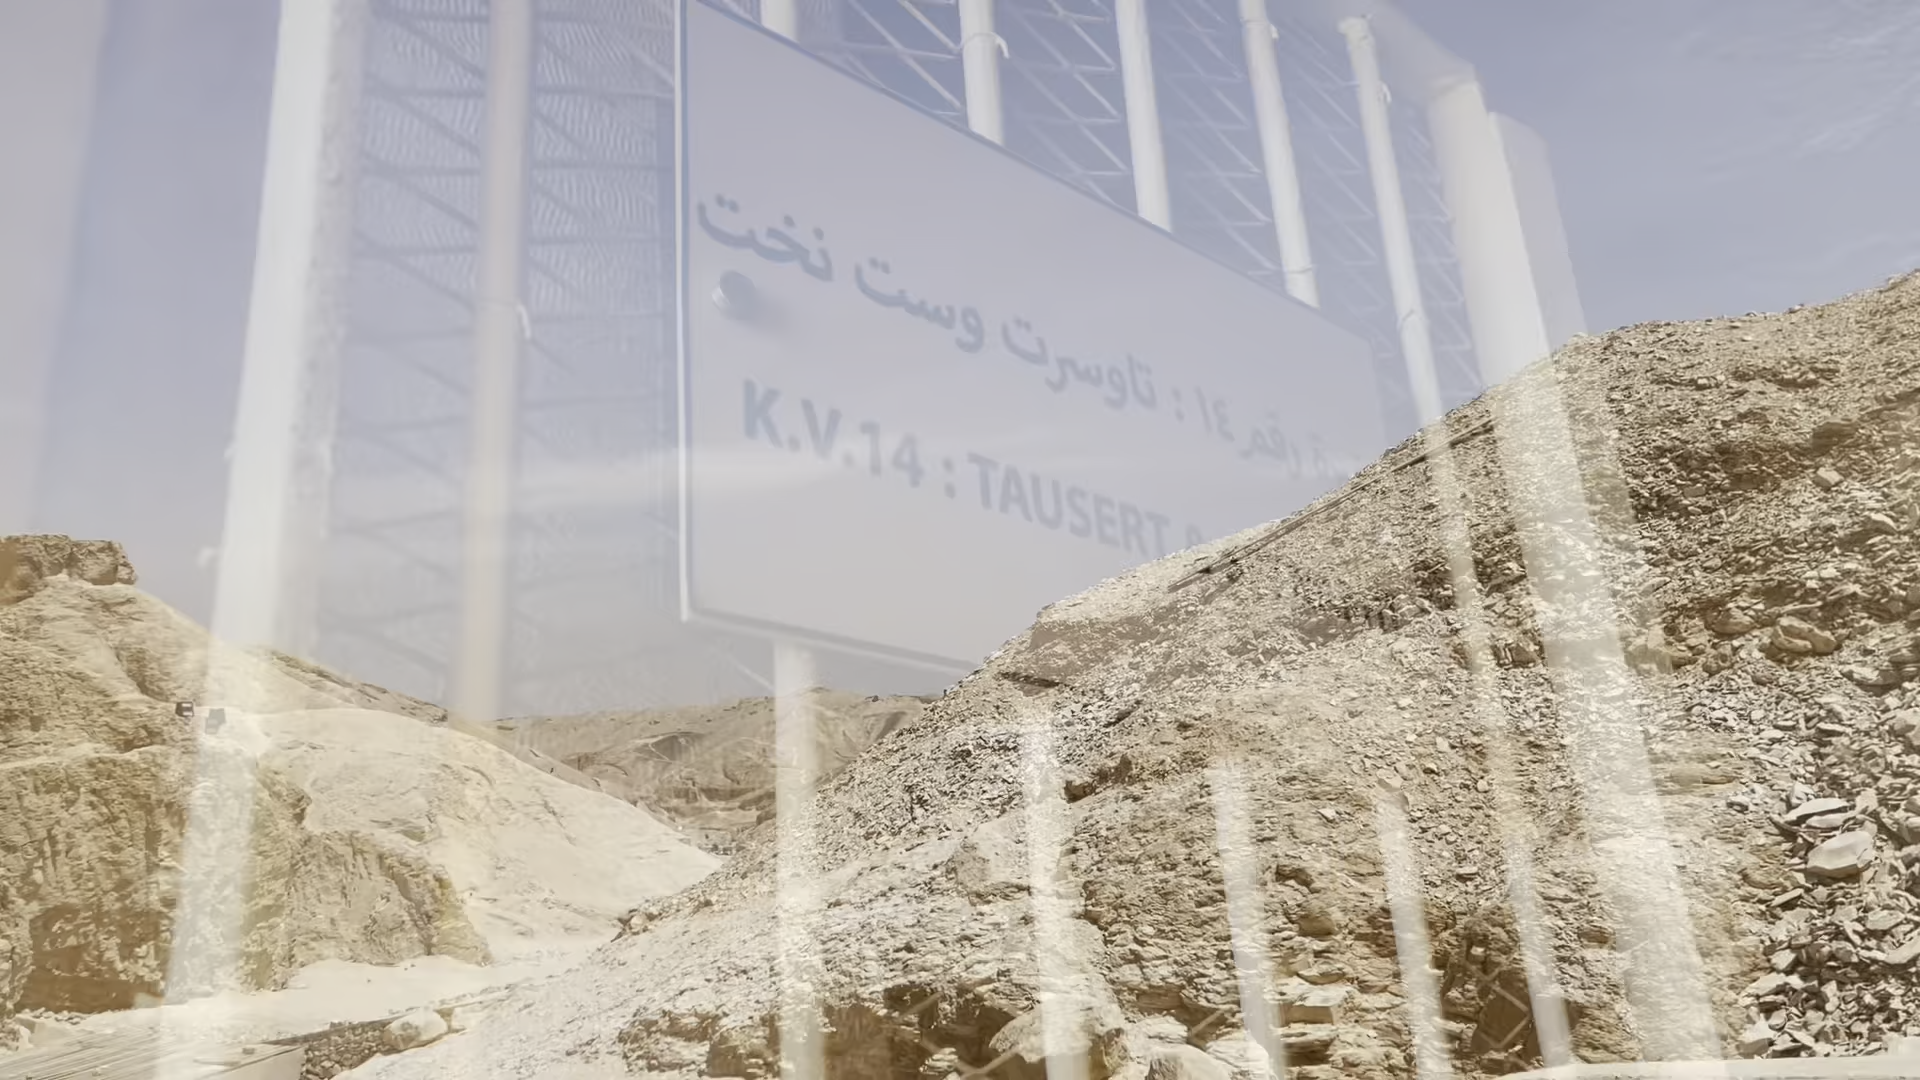 رقم ١٤ : تاوسرت وست نخت
K.V.14 : TAUSERT